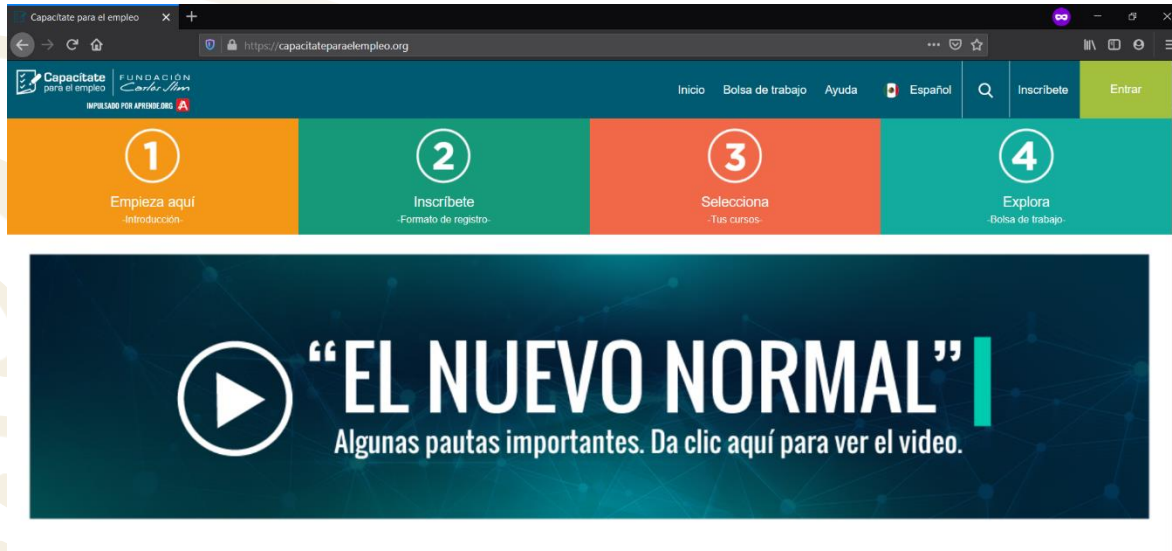 Capacítate para el empleo
https://capacitateparaelempleo.org
Capacítate
para el empleo
FUNDACIÓN
Carlos Slim
IMPULSADO POR APRENDE.ORG
Inicio Bolsa de trabajo Ayuda Español Inscríbete Entrar
1
Empieza aquí
-Introducción-
2
Inscríbete
-Formato de registro-
3
Selecciona
-Tus cursos-
4
Explora
-Bolsa de trabajo-
“EL NUEVO NORMAL”
Algunas pautas importantes. Da clic aquí para ver el video.